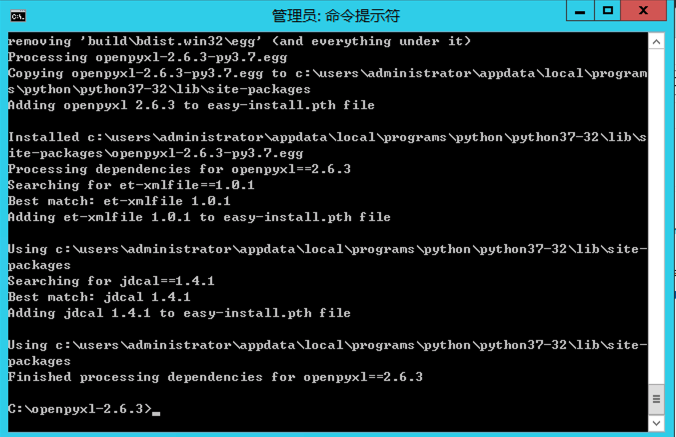 管理员: 命令提示符
removing 'build\bdist.win32\egg' (and everything under it)
Processing openpyxl-2.6.3-py3.7.egg
Copying openpyxl-2.6.3-py3.7.egg to c:\users\administrator\appdata\local\program
s\python\python37-32\lib\site-packages
Adding openpyxl 2.6.3 to easy-install.pth file
Installed c:\users\administrator\appdata\local\programs\python\python37-32\lib\s
ite-packages\openpyxl-2.6.3-py3.7.egg
Processing dependencies for openpyxl==2.6.3
Searching for et-xmlfile==1.0.1
Best match: et-xmlfile 1.0.1
Adding et-xmlfile 1.0.1 to easy-install.pth file
Using c:\users\administrator\appdata\local\programs\python\python37-32\lib\site-
packages
Searching for jdcal==1.4.1
Best match: jdcal 1.4.1
Adding jdcal 1.4.1 to easy-install.pth file
Using c:\users\administrator\appdata\local\programs\python\python37-32\lib\site-
packages
Finished processing dependencies for openpyxl==2.6.3
C:\openpyxl-2.6.3>